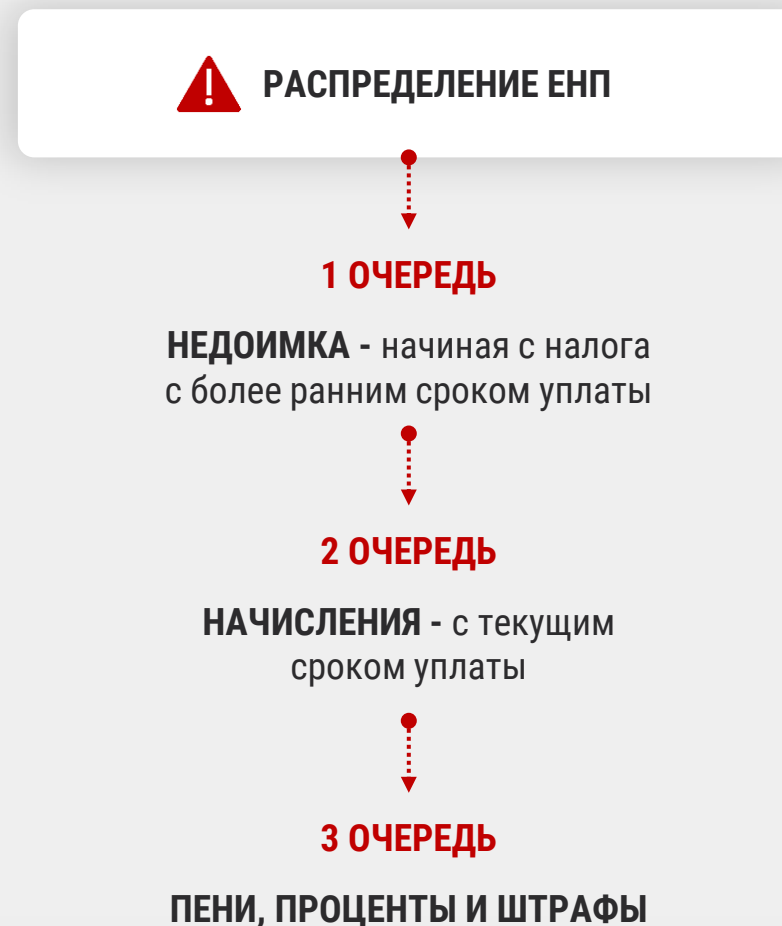 РАСПРЕДЕЛЕНИЕ ЕНП
1 ОЧЕРЕДЬ
НЕДОИМКА - начиная с налога
с более ранним сроком уплаты
2 ОЧЕРЕДЬ
НАЧИСЛЕНИЯ - с текущим
сроком уплаты
3 ОЧЕРЕДЬ
ПЕНИ, ПРОЦЕНТЫ И ШТРАФЫ